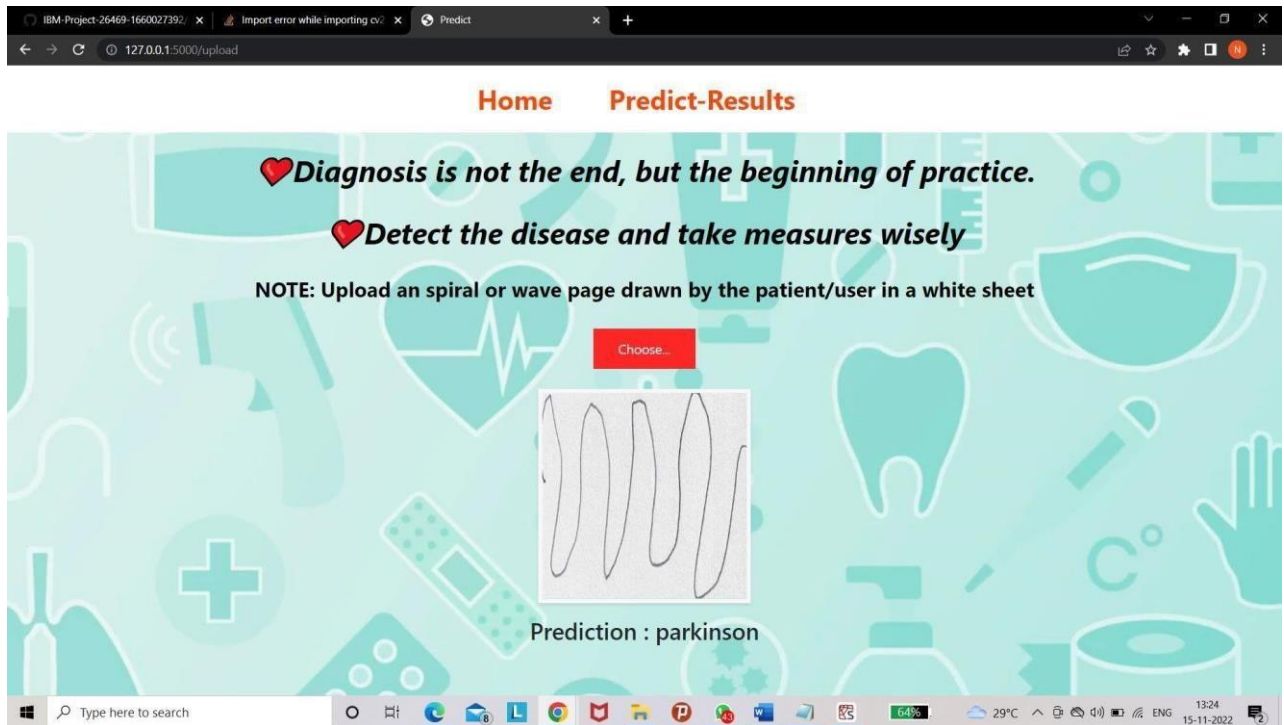 IBM-Project-26469-1660027392/
Import error while importing cv2
Predict
127.0.0.1:5000/upload
N
Home Predict-Results
Diagnosis is not the end, but the beginning of practice.
Detect the disease and take measures wisely
NOTE: Upload an spiral or wave page drawn by the patient/user in a white sheet
Choose...
C°
Prediction : parkinson
Type here to search
8
L
P
43
W
64%
29°C
ENG
13:24
15-11-2022